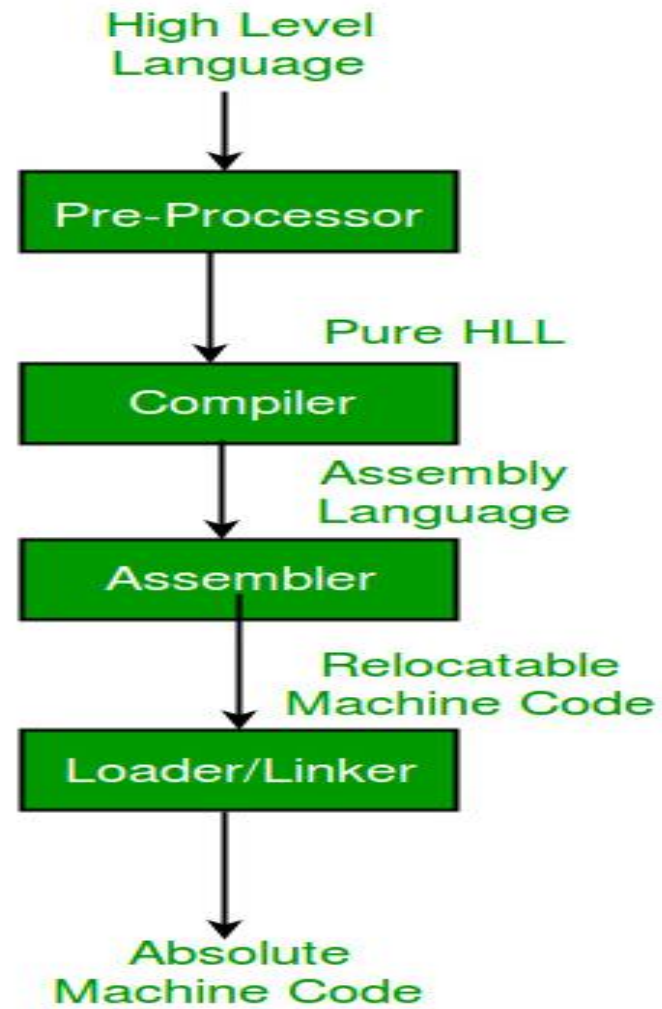 High Level
Language
Pre-Processor
Pure HLL
Compiler
Assembly
Language
Assembler
Relocatable
Machine Code
Loader/Linker
Absolute
Machine Code